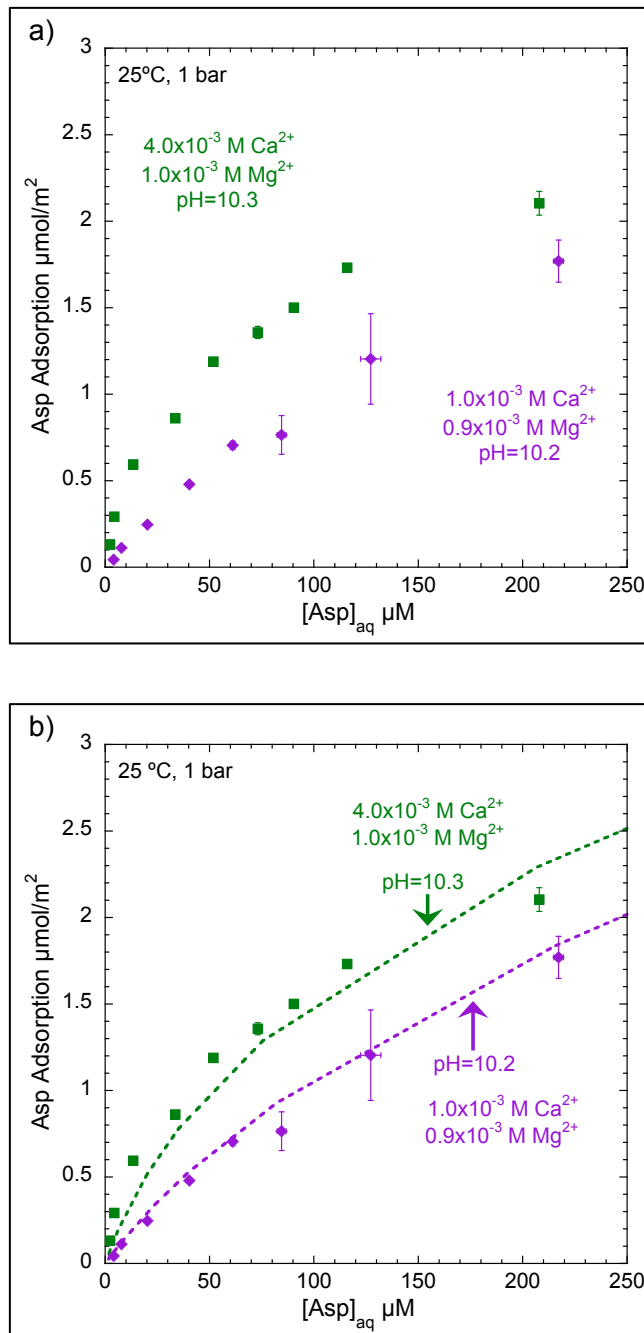 a)
3
25ºC, 1 bar
4.0x10⁻³ M Ca²⁺
1.0x10⁻³ M Mg²⁺
pH=10.3
2.5
2
1.5
1
0.5
0
1.0x10⁻³ M Ca²⁺
0.9x10⁻³ M Mg²⁺
pH=10.2
Asp Adsorption µmol/m²
0 50 100 150 200 250
[Asp]aq µM
b)
3
25 ºC, 1 bar
4.0x10⁻³ M Ca²⁺
1.0x10⁻³ M Mg²⁺
pH=10.3
2.5
2
1.5
1
0.5
0
pH=10.2
1.0x10⁻³ M Ca²⁺
0.9x10⁻³ M Mg²⁺
Asp Adsorption µmol/m²
0 50 100 150 200 250
[Asp]aq µM